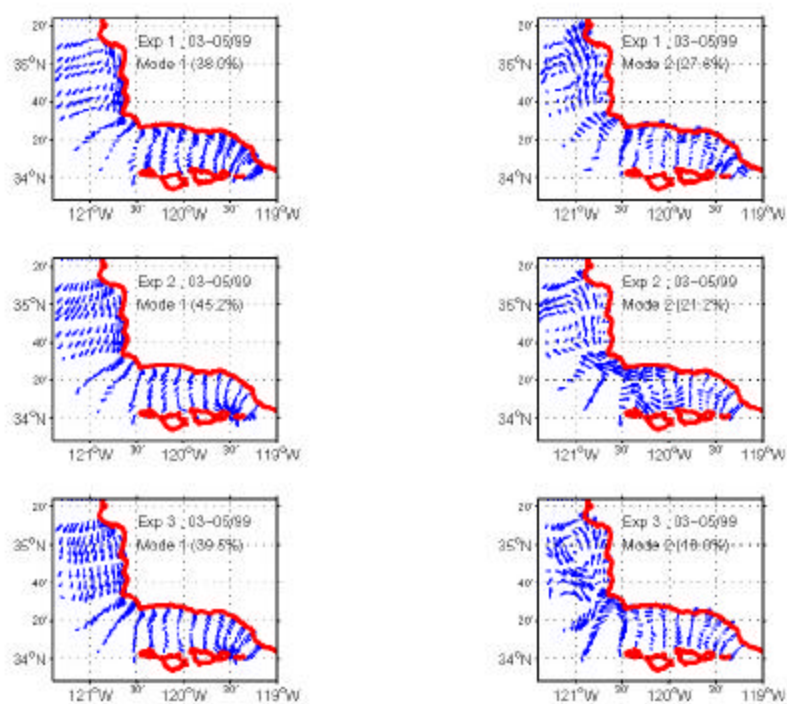 20'
Exp 1 , 03-05/99
35°N
Mode 1 (38.0%)
40'
20'
34°N
121°W 30' 120°W 30' 119°W
20'
Exp 1 , 03-05/99
35°N
40'
20'
34°N
121°W 30' 120°W 30' 119°W
20'
Exp 2 , 03-05/99
35°N
Mode 1 (45.2%)
40'
20'
34°N
121°W 30' 120°W 30' 119°W
20'
Exp 2 , 03-05/99
35°N
Mode 2 (21.2%)
40'
20'
34°N
121°W 30' 120°W 30' 119°W
20'
Exp 3 , 03-05/99
35°N
Mode 1 (39.5%)
40'
20'
34°N
121°W 30' 120°W 30' 119°W
20'
Exp 3 , 03-05/99
35°N
Mode 2
40'
20'
34°N
121°W 30' 120°W 30' 119°W